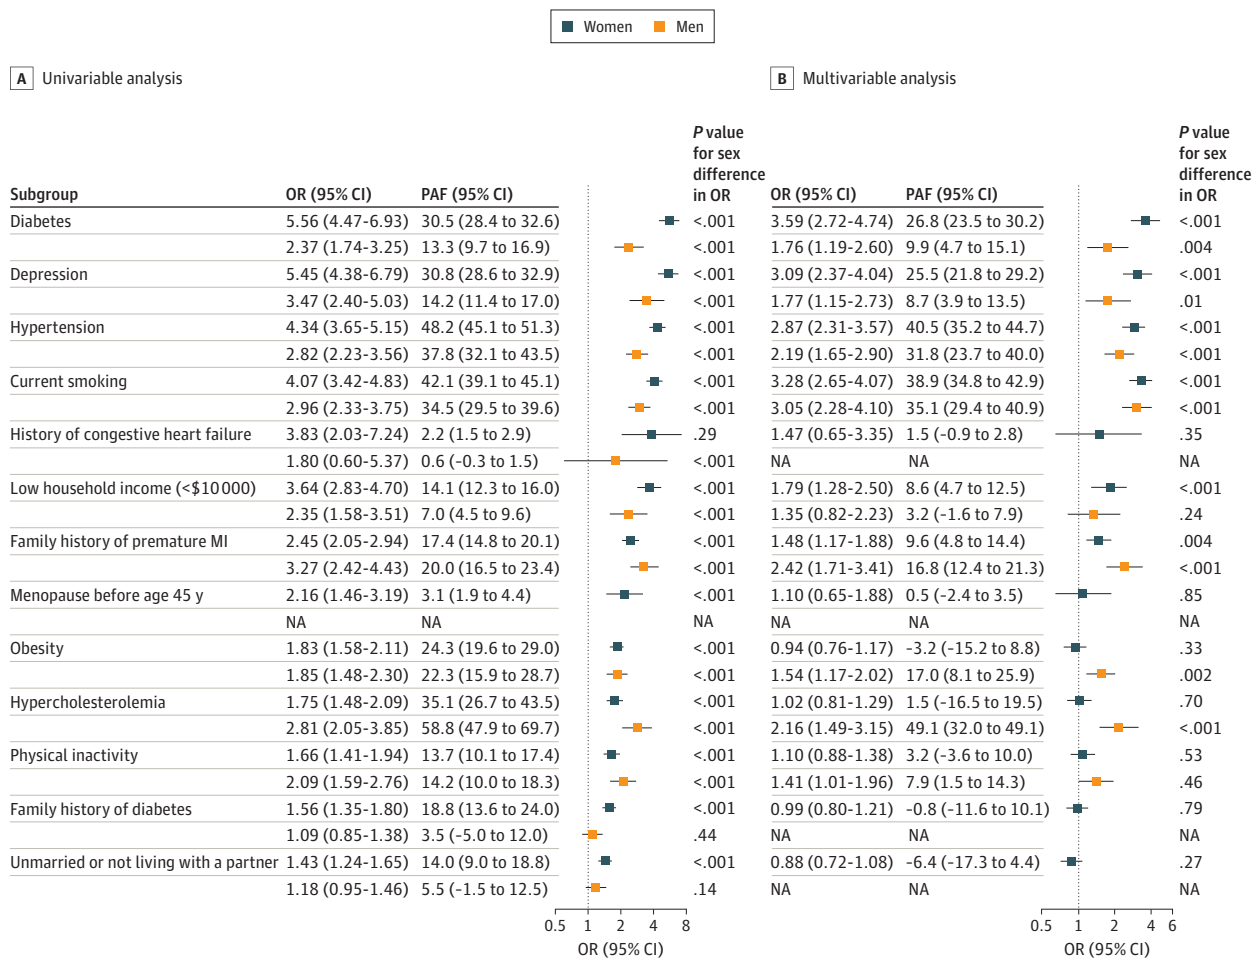 Women Men
A Univariable analysis
B Multivariable analysis
P value
for sex
difference
in OR
P value
for sex
difference
in OR
Subgroup OR (95% CI) PAF (95% CI) OR (95% CI) PAF (95% CI)
Diabetes 5.56 (4.47-6.93) 30.5 (28.4 to 32.6) <.001 3.59 (2.72-4.74) 26.8 (23.5 to 30.2) <.001
2.37 (1.74-3.25) 13.3 (9.7 to 16.9) <.001 1.76 (1.19-2.60) 9.9 (4.7 to 15.1) .004
Depression 5.45 (4.38-6.79) 30.8 (28.6 to 32.9) <.001 3.09 (2.37-4.04) 25.5 (21.8 to 29.2) <.001
3.47 (2.40-5.03) 14.2 (11.4 to 17.0) <.001 1.77 (1.15-2.73) 8.7 (3.9 to 13.5) .01
Hypertension 4.34 (3.65-5.15) 48.2 (45.1 to 51.3) <.001 2.87 (2.31-3.57) 40.5 (35.2 to 44.7) <.001
2.82 (2.23-3.56) 37.8 (32.1 to 43.5) <.001 2.19 (1.65-2.90) 31.8 (23.7 to 40.0) <.001
Current smoking 4.07 (3.42-4.83) 42.1 (39.1 to 45.1) <.001 3.28 (2.65-4.07) 38.9 (34.8 to 42.9) <.001
2.96 (2.33-3.75) 34.5 (29.5 to 39.6) <.001 3.05 (2.28-4.10) 35.1 (29.4 to 40.9) <.001
History of congestive heart failure 3.83 (2.03-7.24) 2.2 (1.5 to 2.9) .29 1.47 (0.65-3.35) 1.5 (-0.9 to 2.8) .35
1.80 (0.60-5.37) 0.6 (-0.3 to 1.5) <.001 NA NA NA
Low household income (<$10 000) 3.64 (2.83-4.70) 14.1 (12.3 to 16.0) <.001 1.79 (1.28-2.50) 8.6 (4.7 to 12.5) <.001
2.35 (1.58-3.51) 7.0 (4.5 to 9.6) <.001 1.35 (0.82-2.23) 3.2 (-1.6 to 7.9) .24
Family history of premature MI 2.45 (2.05-2.94) 17.4 (14.8 to 20.1) <.001 1.48 (1.17-1.88) 9.6 (4.8 to 14.4) .004
3.27 (2.42-4.43) 20.0 (16.5 to 23.4) <.001 2.42 (1.71-3.41) 16.8 (12.4 to 21.3) <.001
Menopause before age 45 y 2.16 (1.46-3.19) 3.1 (1.9 to 4.4) <.001 1.10 (0.65-1.88) 0.5 (-2.4 to 3.5) .85
NA NA NA NA NA NA
Obesity 1.83 (1.58-2.11) 24.3 (19.6 to 29.0) <.001 0.94 (0.76-1.17) -3.2 (-15.2 to 8.8) .33
1.85 (1.48-2.30) 22.3 (15.9 to 28.7) <.001 1.54 (1.17-2.02) 17.0 (8.1 to 25.9) .002
Hypercholesterolemia 1.75 (1.48-2.09) 35.1 (26.7 to 43.5) <.001 1.02 (0.81-1.29) 1.5 (-16.5 to 19.5) .70
2.81 (2.05-3.85) 58.8 (47.9 to 69.7) <.001 2.16 (1.49-3.15) 49.1 (32.0 to 49.1) <.001
Physical inactivity 1.66 (1.41-1.94) 13.7 (10.1 to 17.4) <.001 1.10 (0.88-1.38) 3.2 (-3.6 to 10.0) .53
2.09 (1.59-2.76) 14.2 (10.0 to 18.3) <.001 1.41 (1.01-1.96) 7.9 (1.5 to 14.3) .46
Family history of diabetes 1.56 (1.35-1.80) 18.8 (13.6 to 24.0) <.001 0.99 (0.80-1.21) -0.8 (-11.6 to 10.1) .79
1.09 (0.85-1.38) 3.5 (-5.0 to 12.0) .44 NA NA NA
Unmarried or not living with a partner 1.43 (1.24-1.65) 14.0 (9.0 to 18.8) <.001 0.88 (0.72-1.08) -6.4 (-17.3 to 4.4) .27
1.18 (0.95-1.46) 5.5 (-1.5 to 12.5) .14 NA NA NA
0.5 1 2 4 8 0.5 1 2 4 6
OR (95% CI) OR (95% CI)